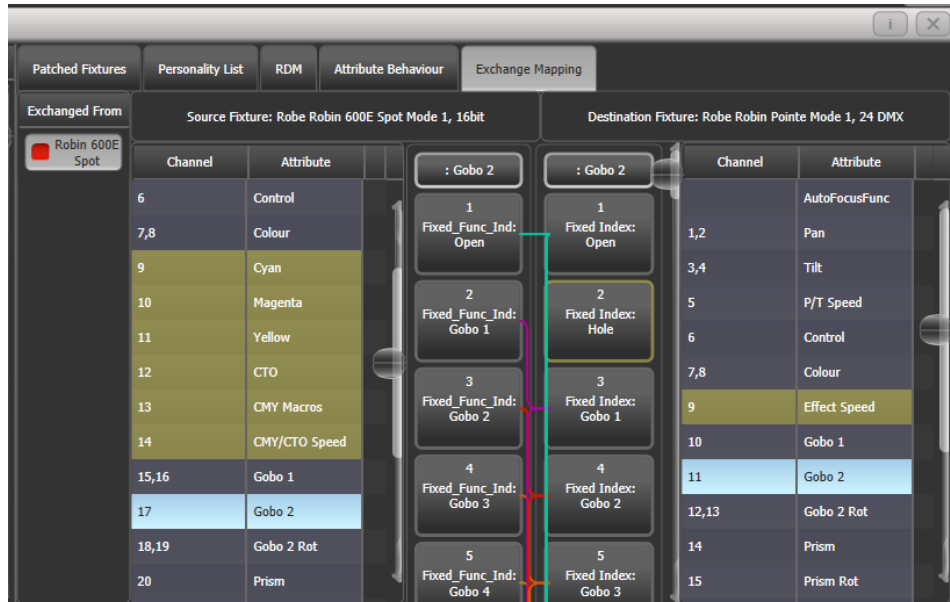 i
Patched Fixtures Personality List RDM Attribute Behaviour Exchange Mapping
Exchanged From
Source Fixture: Robe Robin 600E Spot Mode 1, 16bit
Destination Fixture: Robe Robin Pointe Mode 1, 24 DMX
Robin 600E
Spot
Channel Attribute
6 Control
7,8 Colour
9 Cyan
10 Magenta
11 Yellow
12 CTO
13 CMY Macros
14 CMY/CTO Speed
15,16 Gobo 1
17 Gobo 2
18,19 Gobo 2 Rot
20 Prism
: Gobo 2
1
Fixed_Func_Ind:
Open
2
Fixed_Func_Ind:
Gobo 1
3
Fixed_Func_Ind:
Gobo 2
4
Fixed_Func_Ind:
Gobo 3
5
Fixed_Func_Ind:
Gobo 4
: Gobo 2
1
Fixed Index:
Open
2
Fixed Index:
Hole
3
Fixed Index:
Gobo 1
4
Fixed Index:
Gobo 2
5
Fixed Index:
Gobo 3
Channel Attribute
AutoFocusFunc
1,2 Pan
3,4 Tilt
5 P/T Speed
6 Control
7,8 Colour
9 Effect Speed
10 Gobo 1
11 Gobo 2
12,13 Gobo 2 Rot
14 Prism
15 Prism Rot